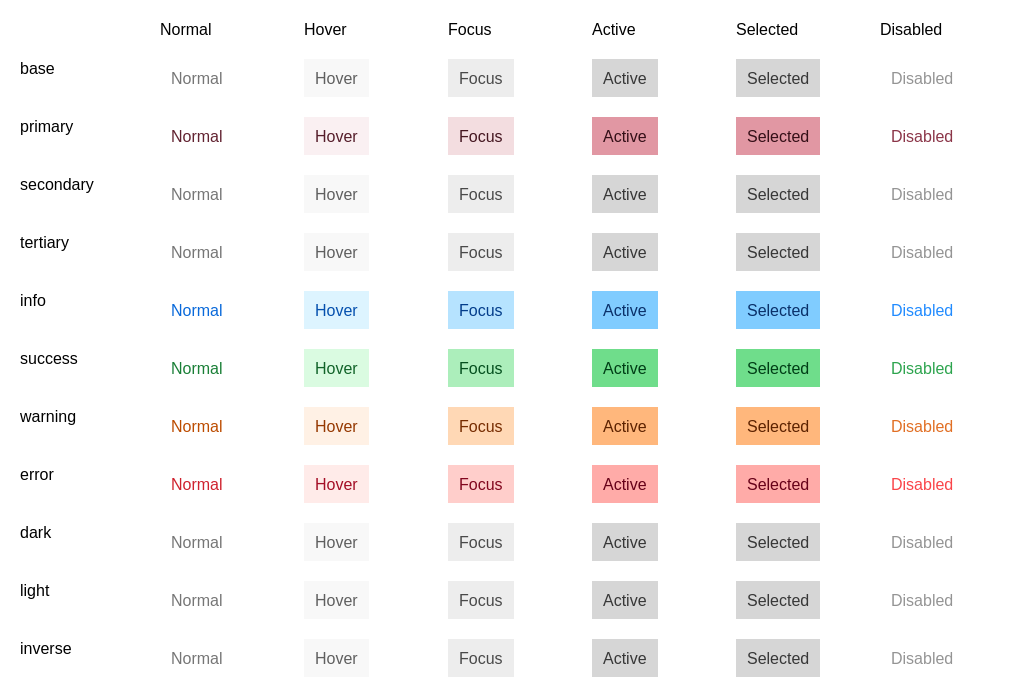 Normal Hover Focus Active Selected Disabled
base Normal Hover Focus Active Selected Disabled
primary Normal Hover Focus Active Selected Disabled
secondary Normal Hover Focus Active Selected Disabled
tertiary Normal Hover Focus Active Selected Disabled
info Normal Hover Focus Active Selected Disabled
success Normal Hover Focus Active Selected Disabled
warning Normal Hover Focus Active Selected Disabled
error Normal Hover Focus Active Selected Disabled
dark Normal Hover Focus Active Selected Disabled
light Normal Hover Focus Active Selected Disabled
inverse Normal Hover Focus Active Selected Disabled